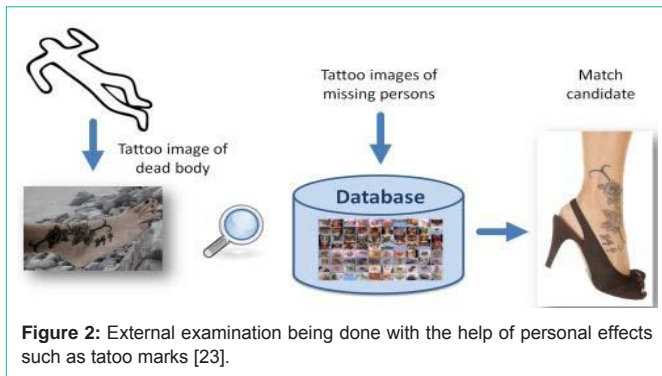 Tattoo images of
missing persons
Match
candidate
Tattoo image of
dead body
Database
Figure 2: External examination being done with the help of personal effects
such as tatoo marks [23].